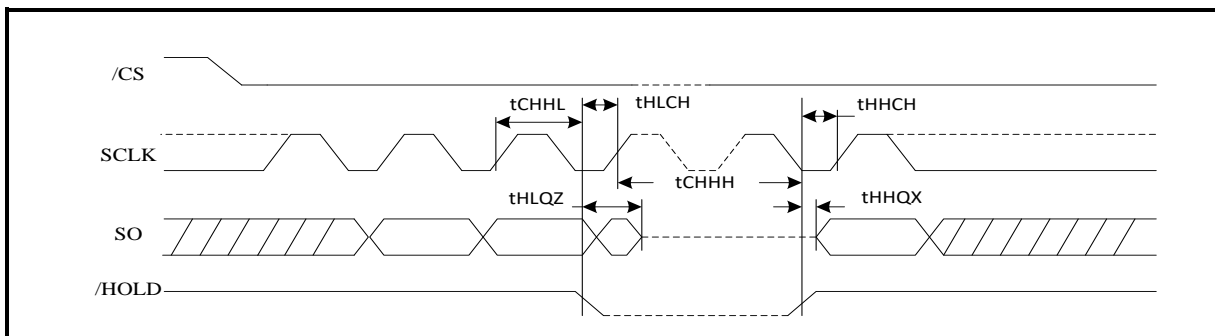 /CS
tCHHL
tHLCH
tHHCH
SCLK
tCHHH
tHLQZ
tHHQX
SO
/HOLD